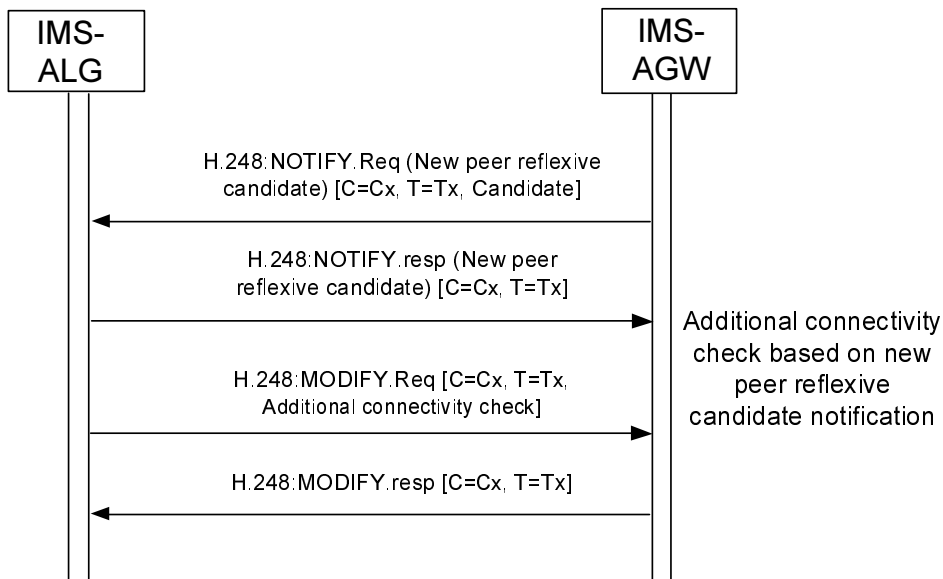 IMS-
ALG
IMS-
AGW
H.248:NOTIFY.Req (New peer reflexive
candidate) [C=Cx, T=Tx, Candidate]
H.248:NOTIFY.resp (New peer
reflexive candidate) [C=Cx, T=Tx]
Additional connectivity
check based on new
peer reflexive
candidate notification
H.248:MODIFY.Req [C=Cx, T=Tx,
Additional connectivity check]
H.248:MODIFY.resp [C=Cx, T=Tx]